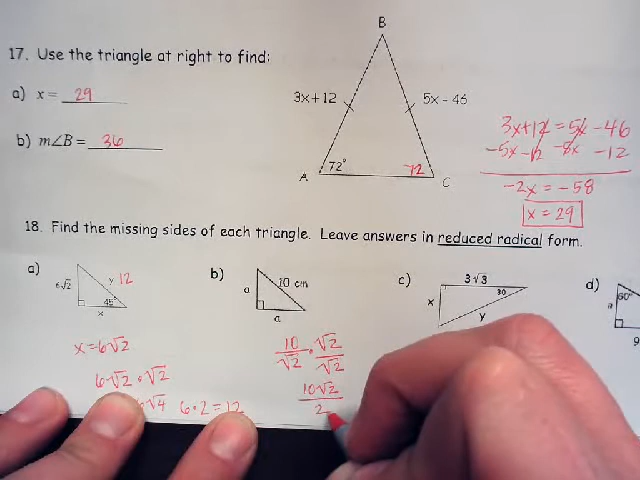 17. Use the triangle at right to find:
a) x = 29
b) m∠B = 36
B
3x+12
5x - 46
A
72°
72
C
3x+12 = 5x -46
-5x -12 -5x -12
-2x = -58
x = 29
18. Find the missing sides of each triangle. Leave answers in reduced radical form.
a)
6√2
y 12
45°
x
x = 6√2
6√2 · √2
6√4 6·2=12
b)
a
10 cm
a
10/√2 · √2/√2
10√2/2
c)
3√3
x
30
y
d)
60°
a
9